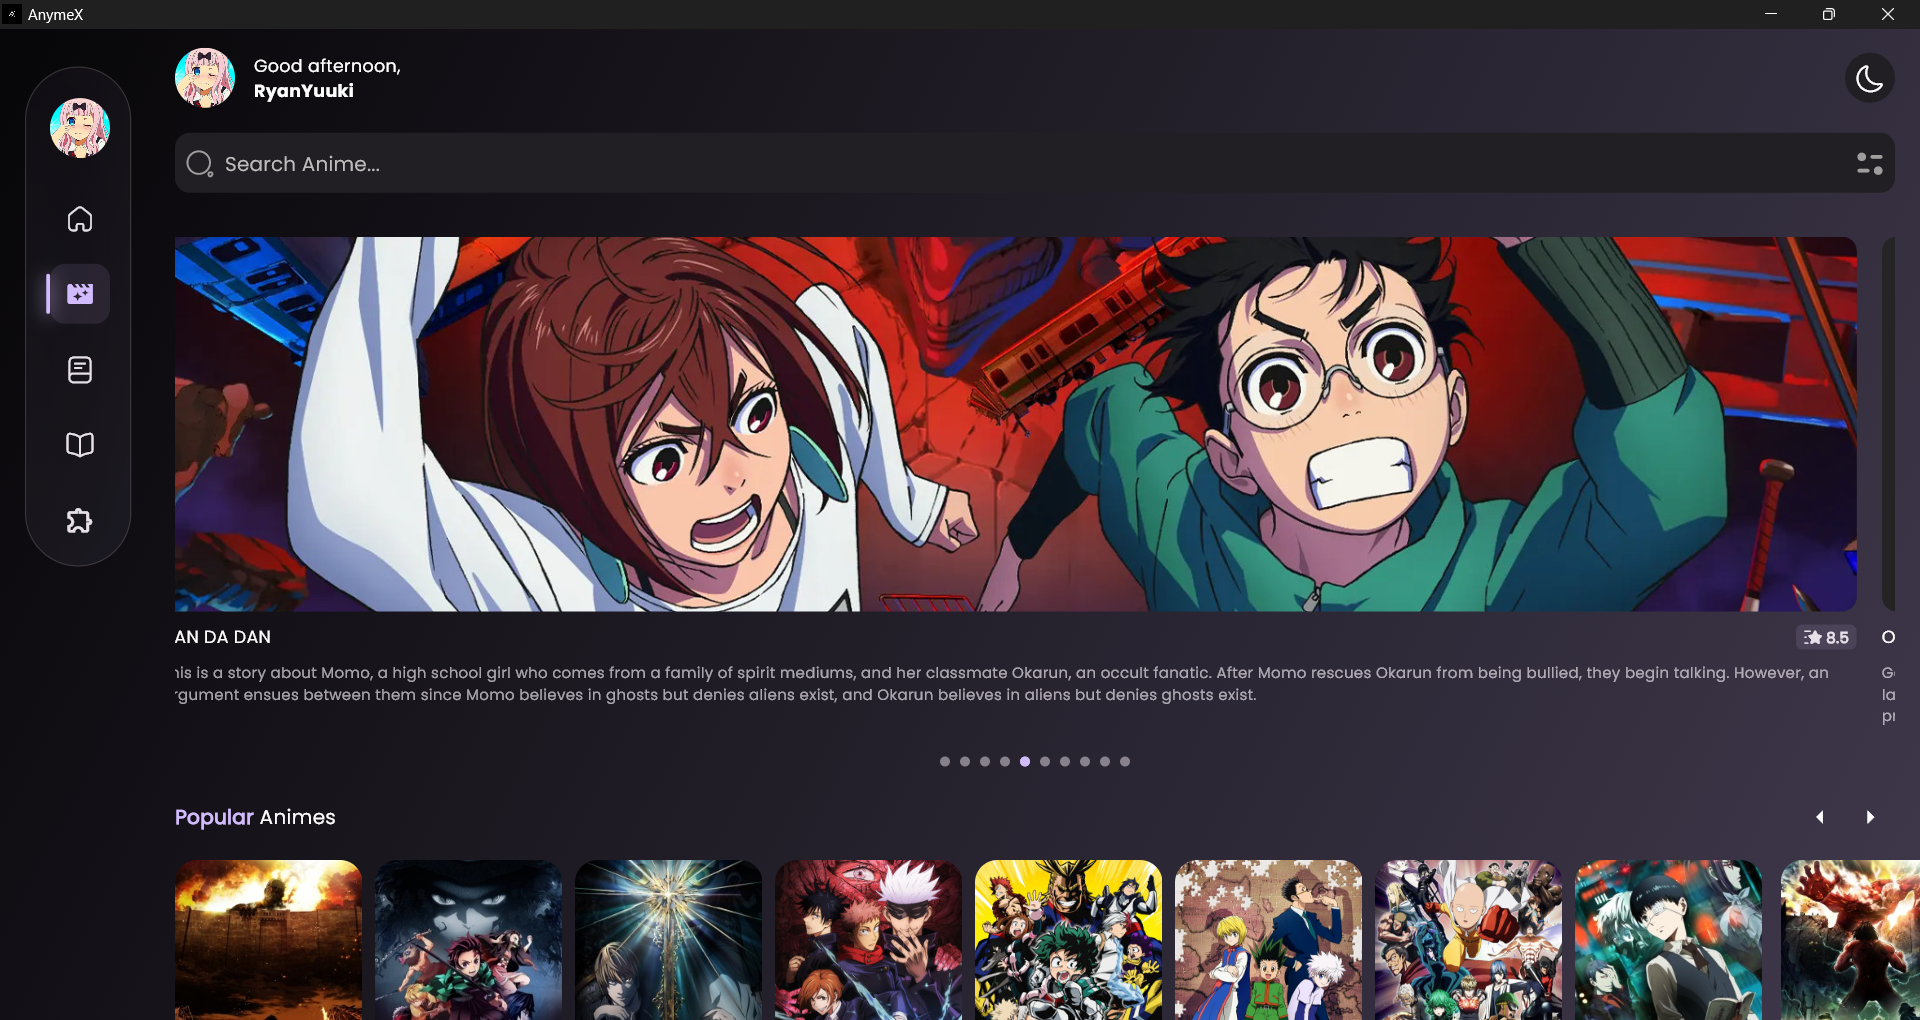 AnymeX
Good afternoon,
RyanYuuki
Search Anime...
AN DA DAN
8.5
O
his is a story about Momo, a high school girl who comes from a family of spirit mediums, and her classmate Okarun, an occult fanatic. After Momo rescues Okarun from being bullied, they begin talking. However, an
rgument ensues between them since Momo believes in ghosts but denies aliens exist, and Okarun believes in aliens but denies ghosts exist.
G
la
pr
Popular Animes